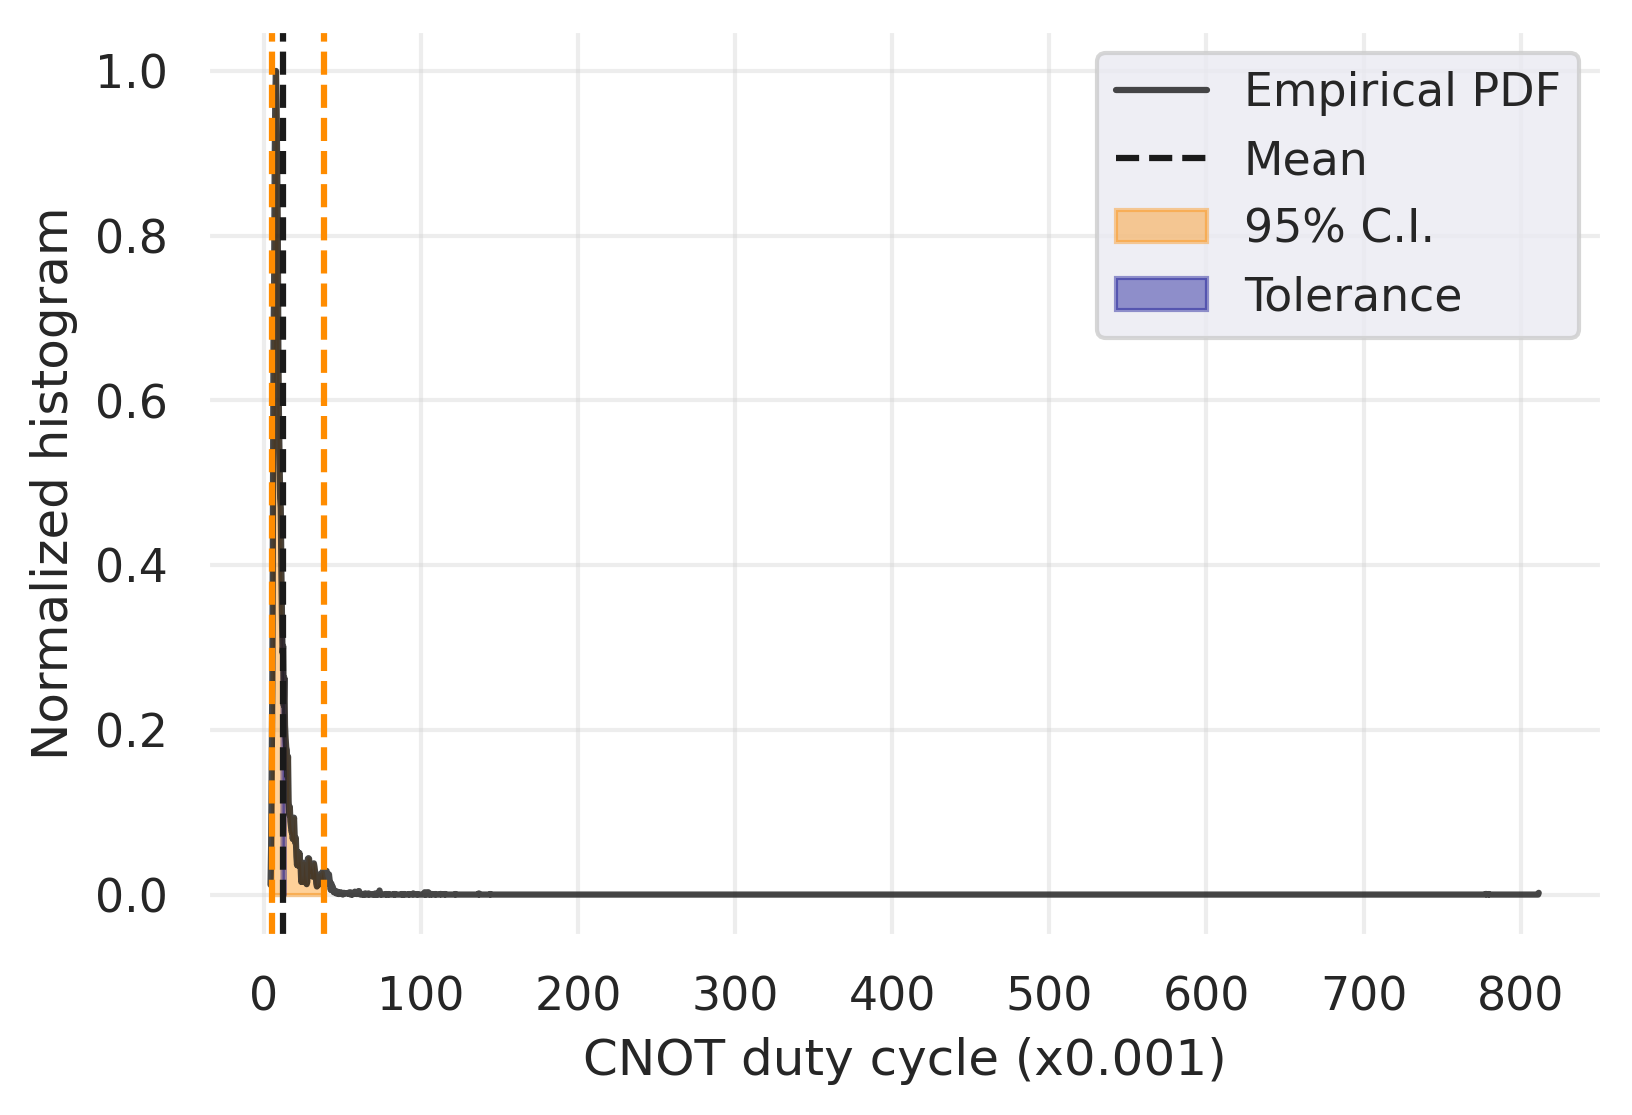 Empirical PDF
Mean
95% C.I.
Tolerance
Normalized histogram
1.0
0.8
0.6
0.4
0.2
0.0
0 100 200 300 400 500 600 700 800
CNOT duty cycle (x0.001)